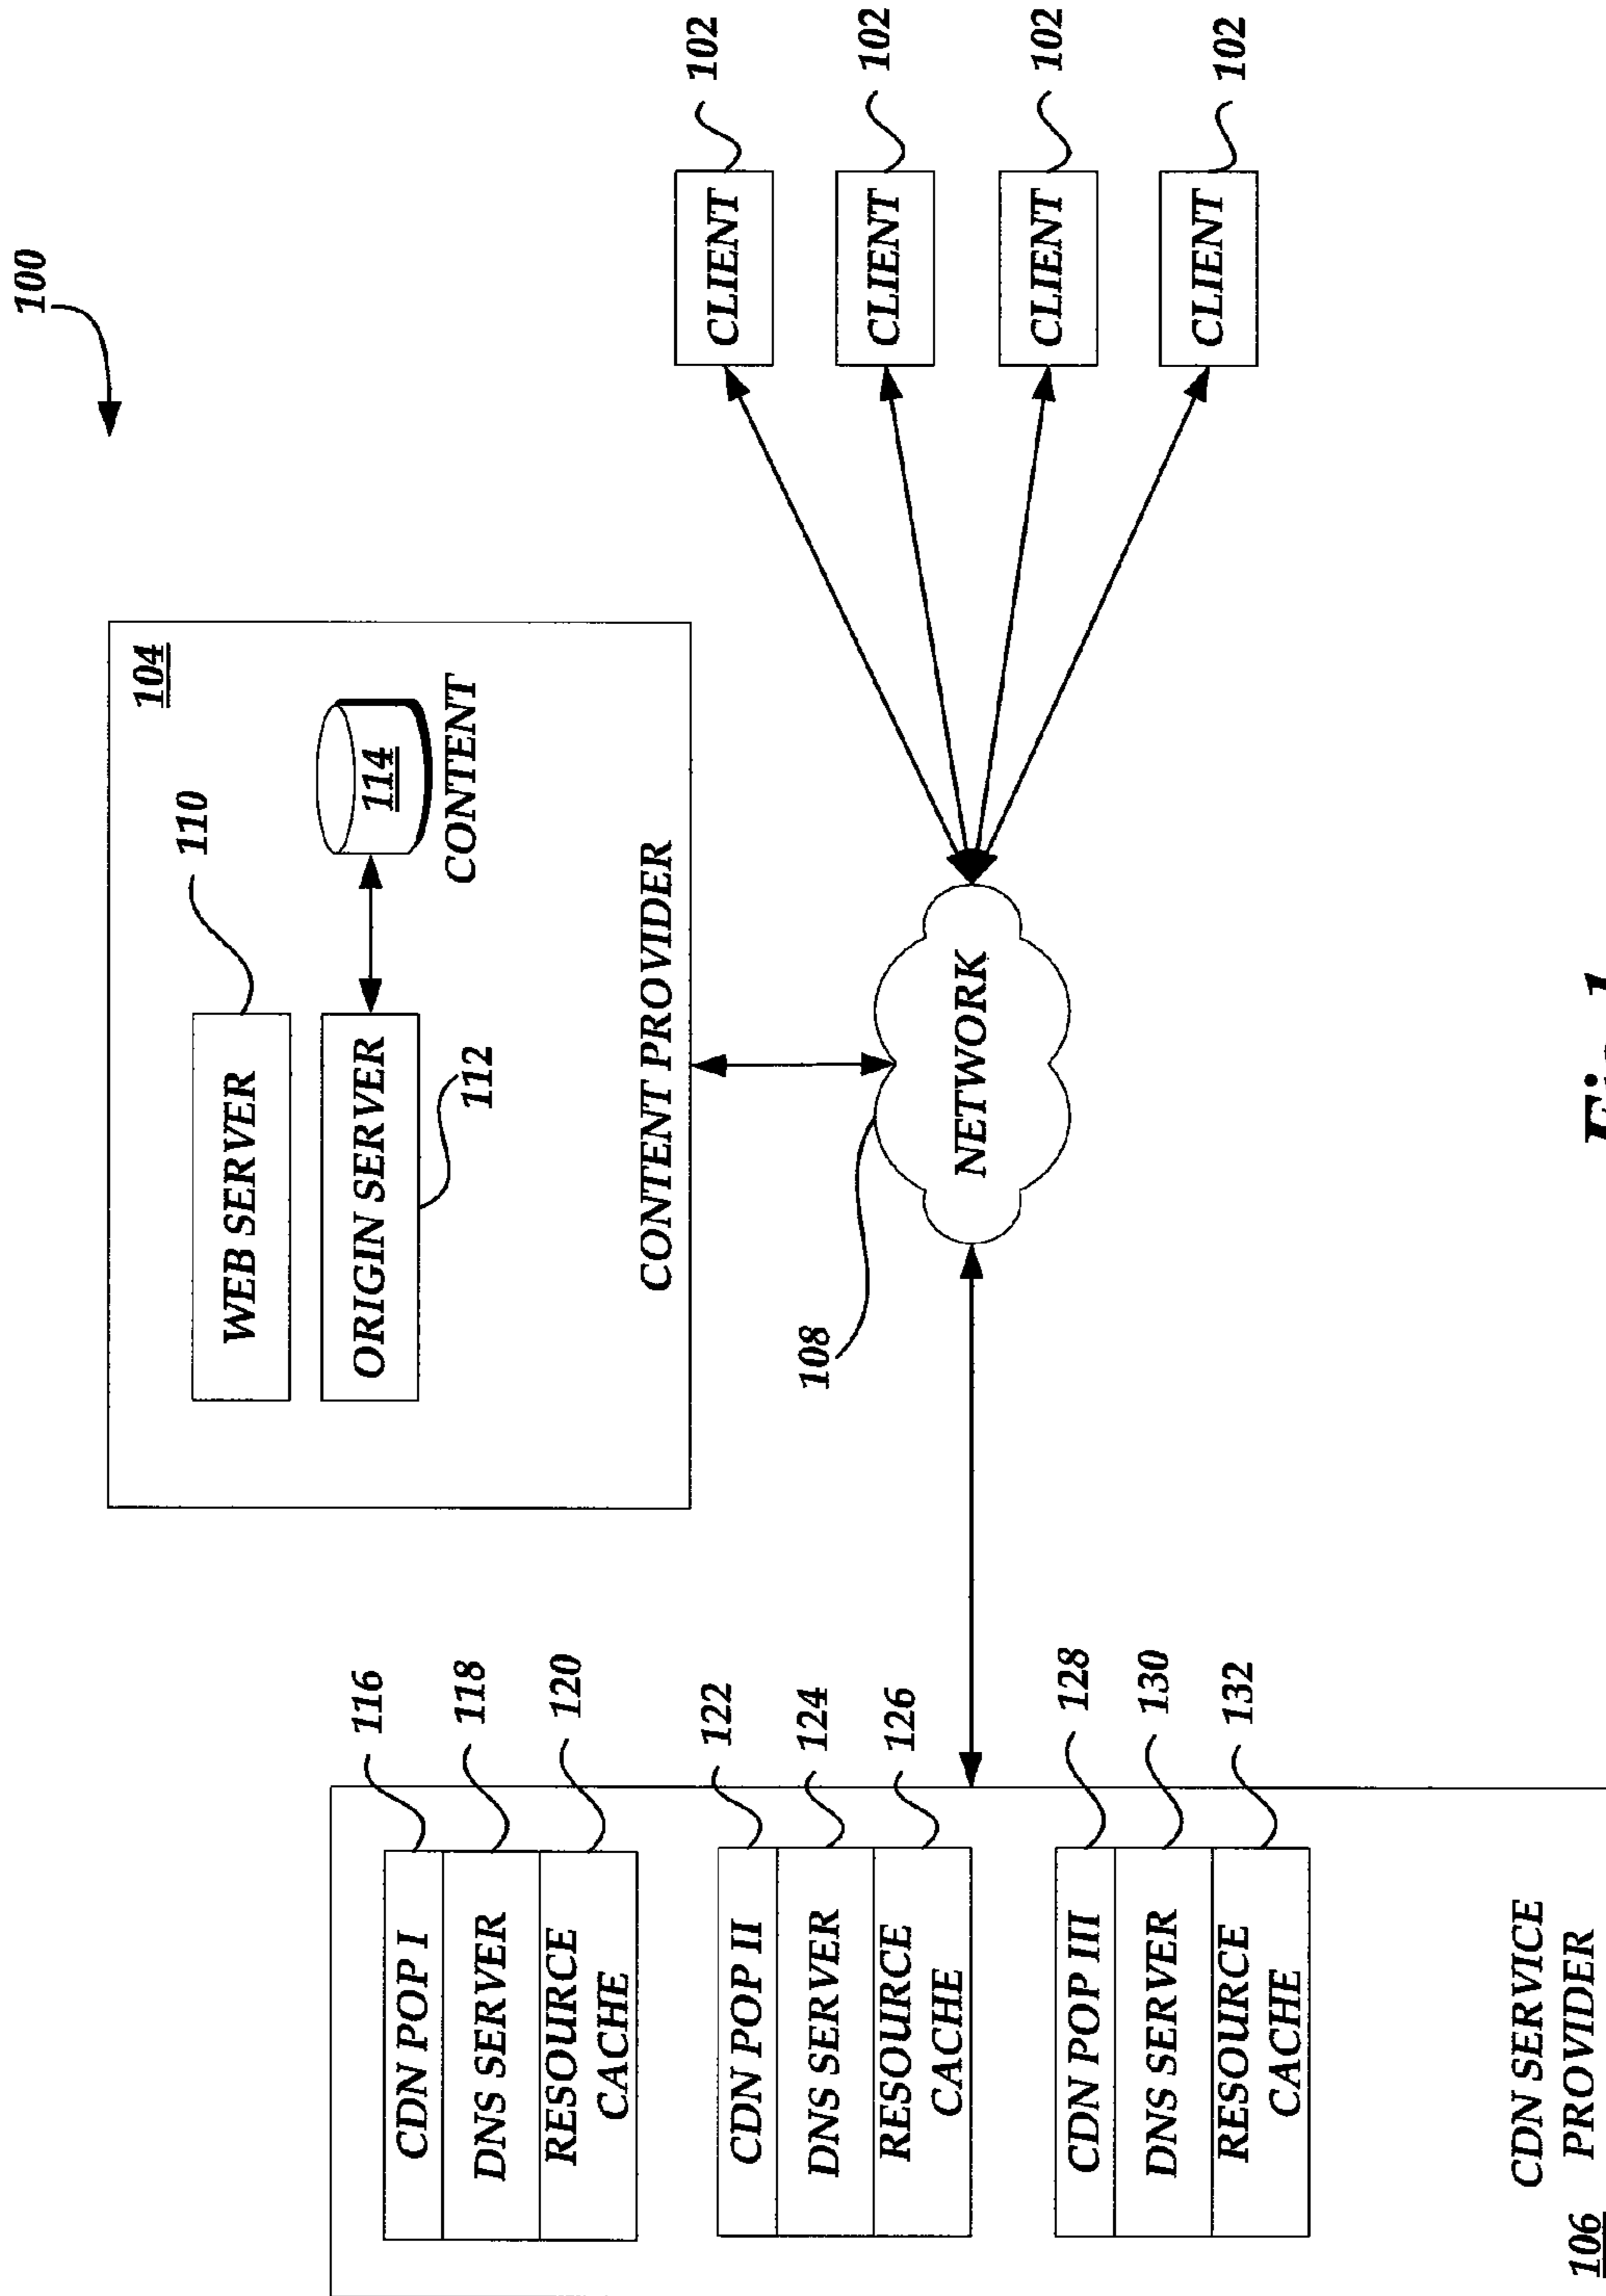 100
104
WEB SERVER
110
ORIGIN SERVER
112
114
CONTENT
CONTENT PROVIDER
116
CDN POP I
118
DNS SERVER
120
RESOURCE
CACHE
122
CDN POP II
124
DNS SERVER
126
RESOURCE
CACHE
128
CDN POP III
130
DNS SERVER
132
RESOURCE
CACHE
CDN SERVICE
PROVIDER
106
108
NETWORK
CLIENT
102
CLIENT
102
CLIENT
102
CLIENT
102